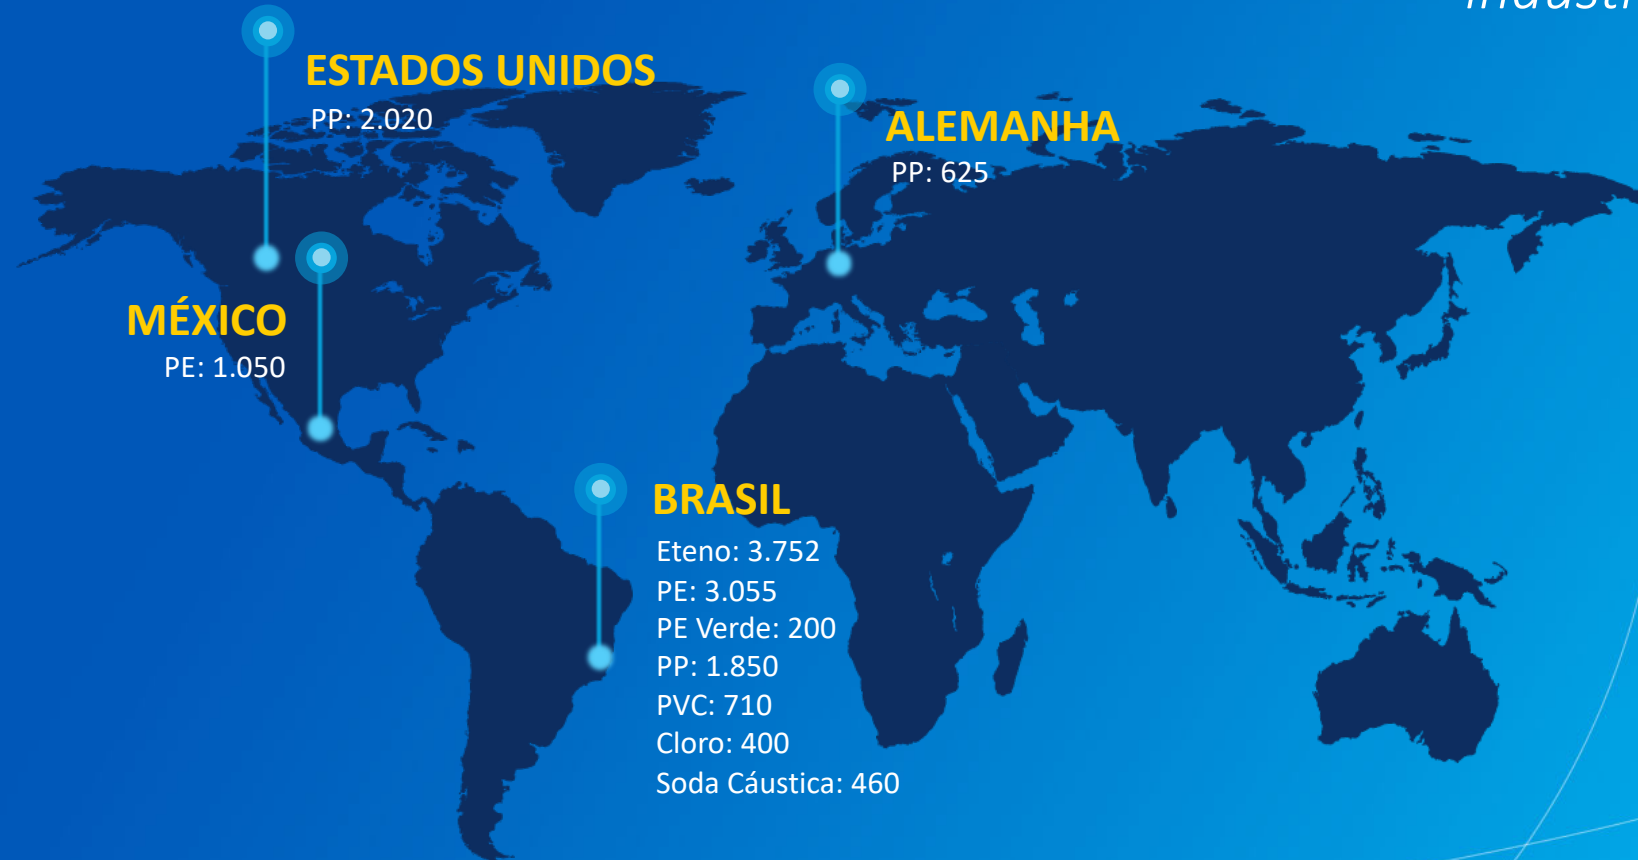 ESTADOS UNIDOS
PP: 2.020
ALEMANHA
PP: 625
MÉXICO
PE: 1.050
BRASIL
Eteno: 3.752
PE: 3.055
PE Verde: 200
PP: 1.850
PVC: 710
Cloro: 400
Soda Cáustica: 460